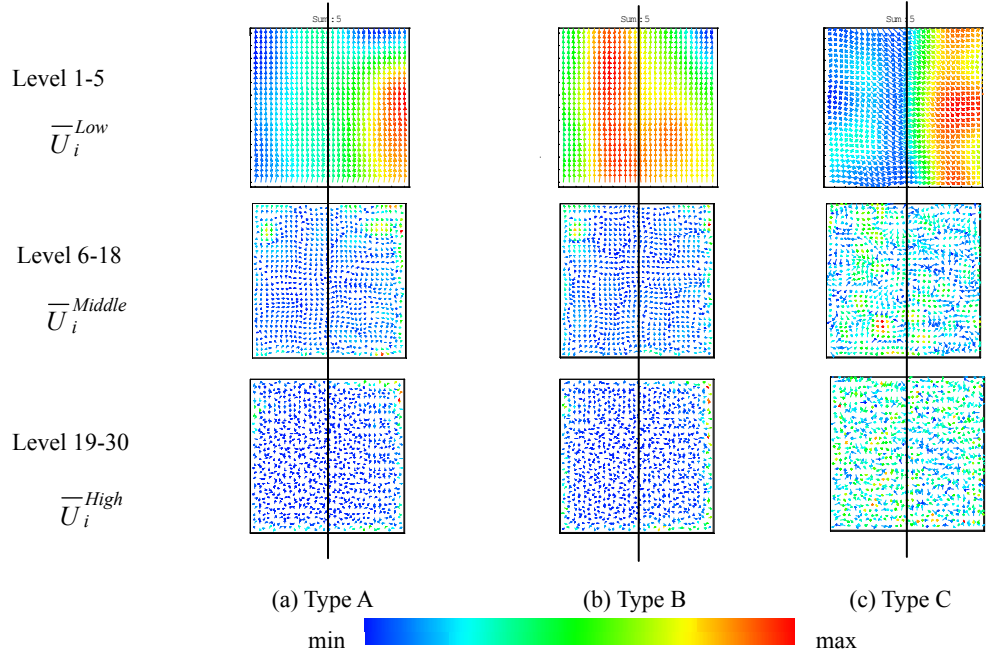 Sum:5 Sum:5 Sum:5
Level 1-5
U̅ᵢ^Low
Level 6-18
U̅ᵢ^Middle
Level 19-30
U̅ᵢ^High
(a) Type A (b) Type B (c) Type C
min max